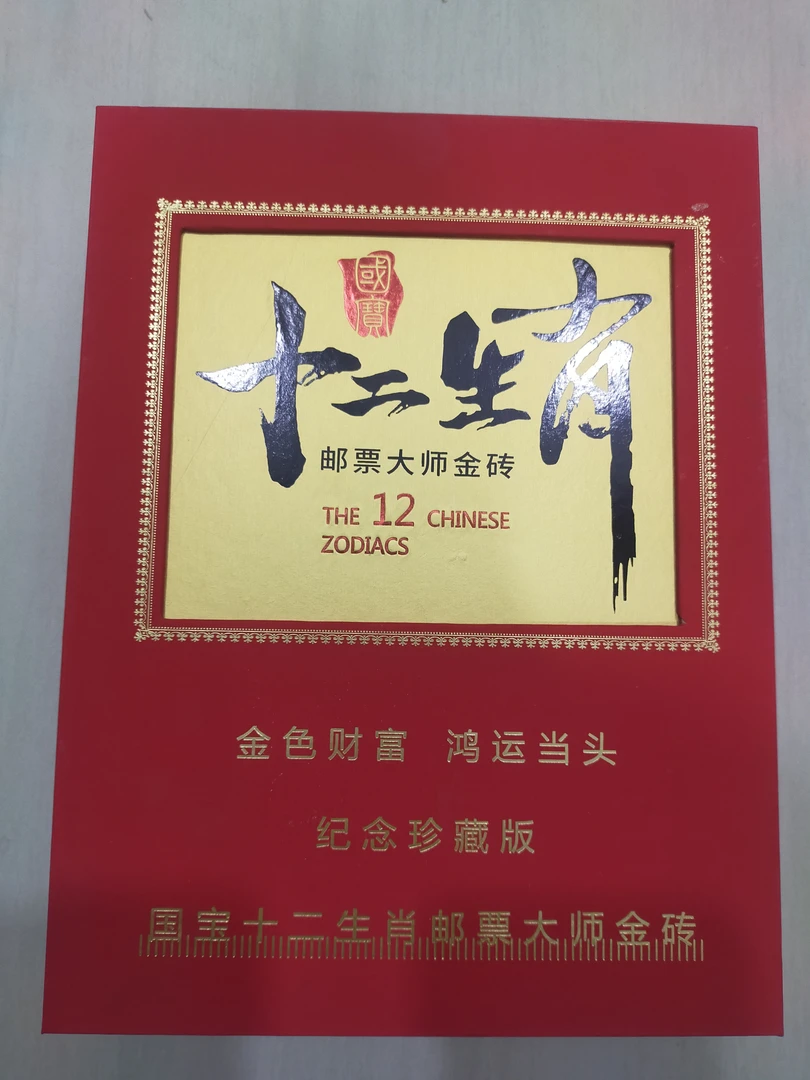 國寶
十二生肖
邮票大师金砖
THE 12 CHINESE
ZODIACS
金色财富 鸿运当头
纪念珍藏版
国宝十二生肖邮票大师金砖